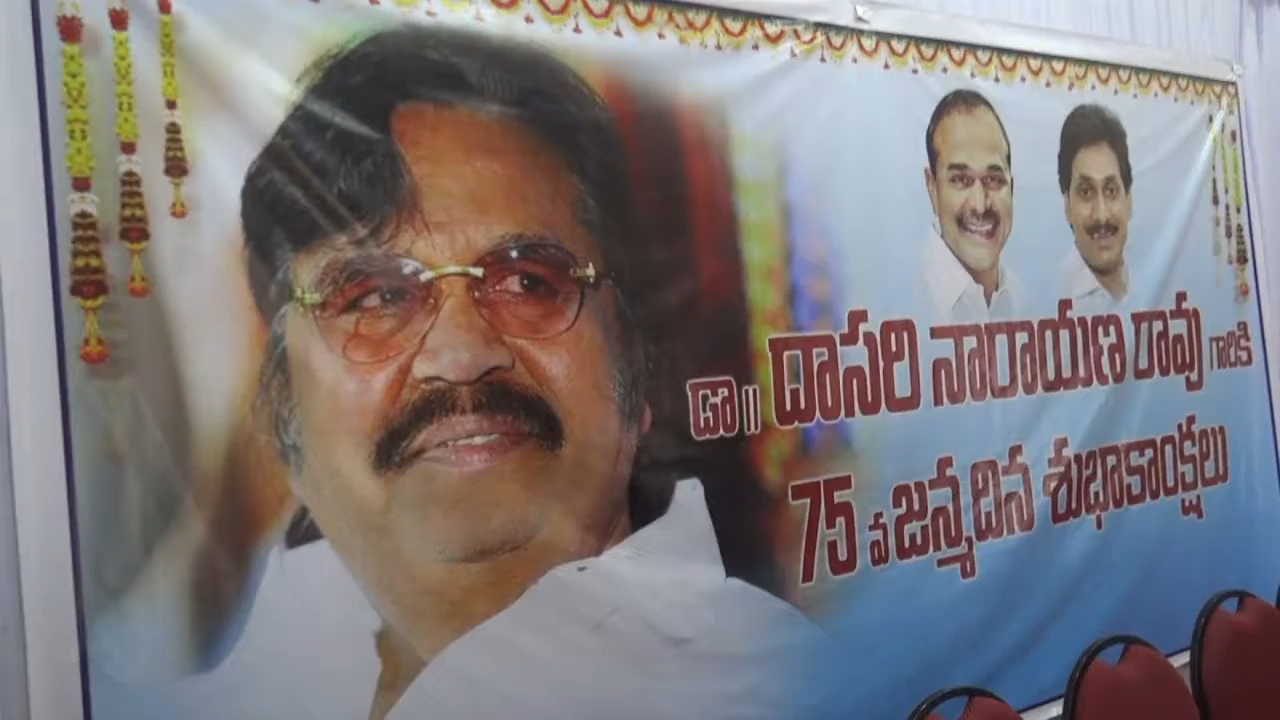 డా॥ దాసరి నారాయణ రావు గారికి
75 వ జన్మదిన శుభాకాంక్షలు